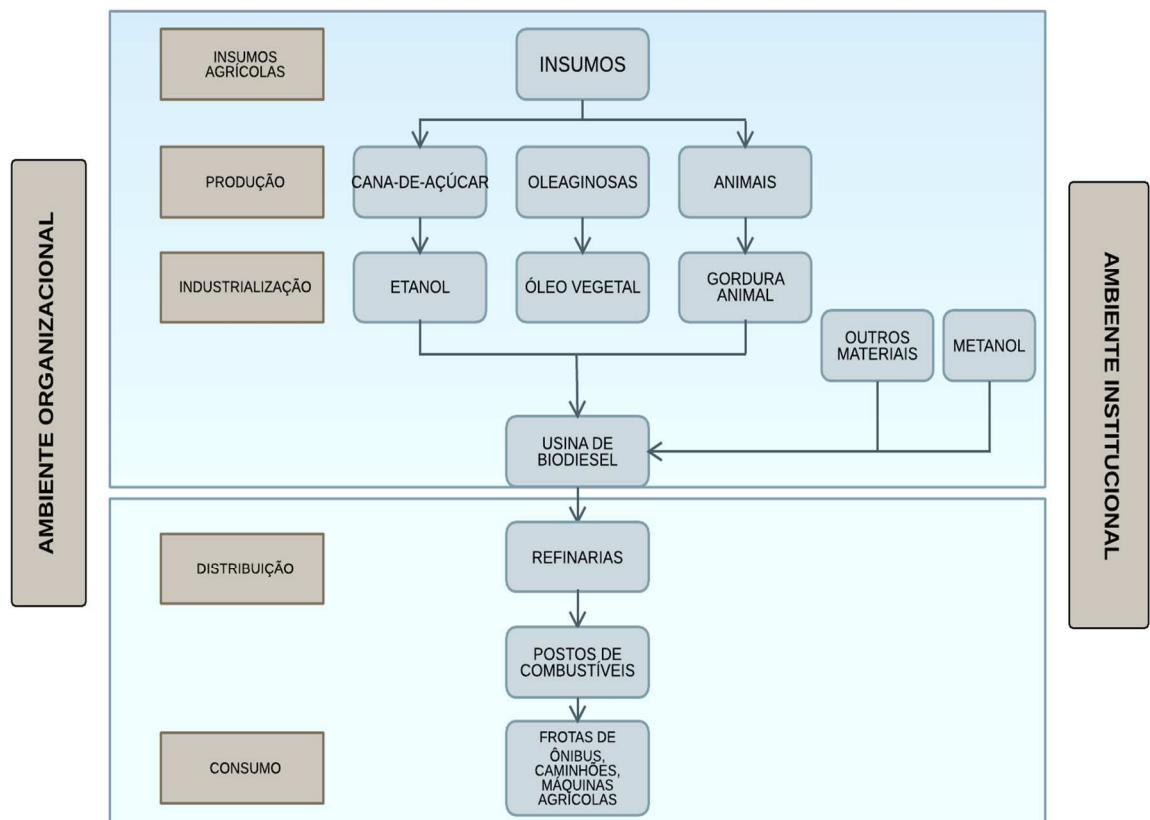 INSUMOS
AGRÍCOLAS
INSUMOS
PRODUÇÃO
CANA-DE-AÇÚCAR
OLEAGINOSAS
ANIMAIS
INDUSTRIALIZAÇÃO
ETANOL
ÓLEO VEGETAL
GORDURA
ANIMAL
OUTROS
MATERIAIS
METANOL
USINA DE
BIODIESEL
AMBIENTE ORGANIZACIONAL
AMBIENTE INSTITUCIONAL
DISTRIBUIÇÃO
REFINARIAS
POSTOS DE
COMBUSTÍVEIS
CONSUMO
FROTAS DE
ÔNIBUS,
CAMINHÕES,
MÁQUINAS
AGRÍCOLAS